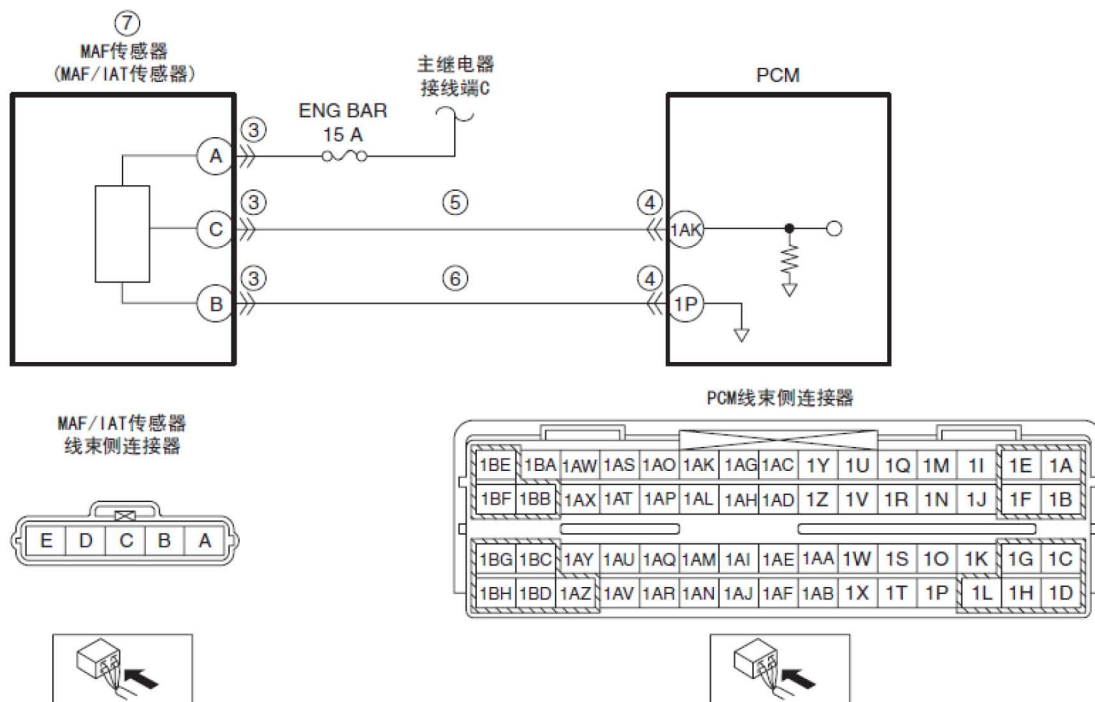 ⑦
MAF传感器
(MAF/IAT传感器)
主继电器
接线端C
PCM
ENG BAR
15 A
A ③
C ③ ⑤ ④ 1AK
B ③ ⑥ ④ 1P
MAF/IAT传感器
线束侧连接器
E D C B A
PCM线束侧连接器
1BE 1BA 1AW 1AS 1AO 1AK 1AG 1AC 1Y 1U 1Q 1M 1I 1E 1A
1BF 1BB 1AX 1AT 1AP 1AL 1AH 1AD 1Z 1V 1R 1N 1J 1F 1B
1BG 1BC 1AY 1AU 1AQ 1AM 1AI 1AE 1AA 1W 1S 1O 1K 1G 1C
1BH 1BD 1AZ 1AV 1AR 1AN 1AJ 1AF 1AB 1X 1T 1P 1L 1H 1D